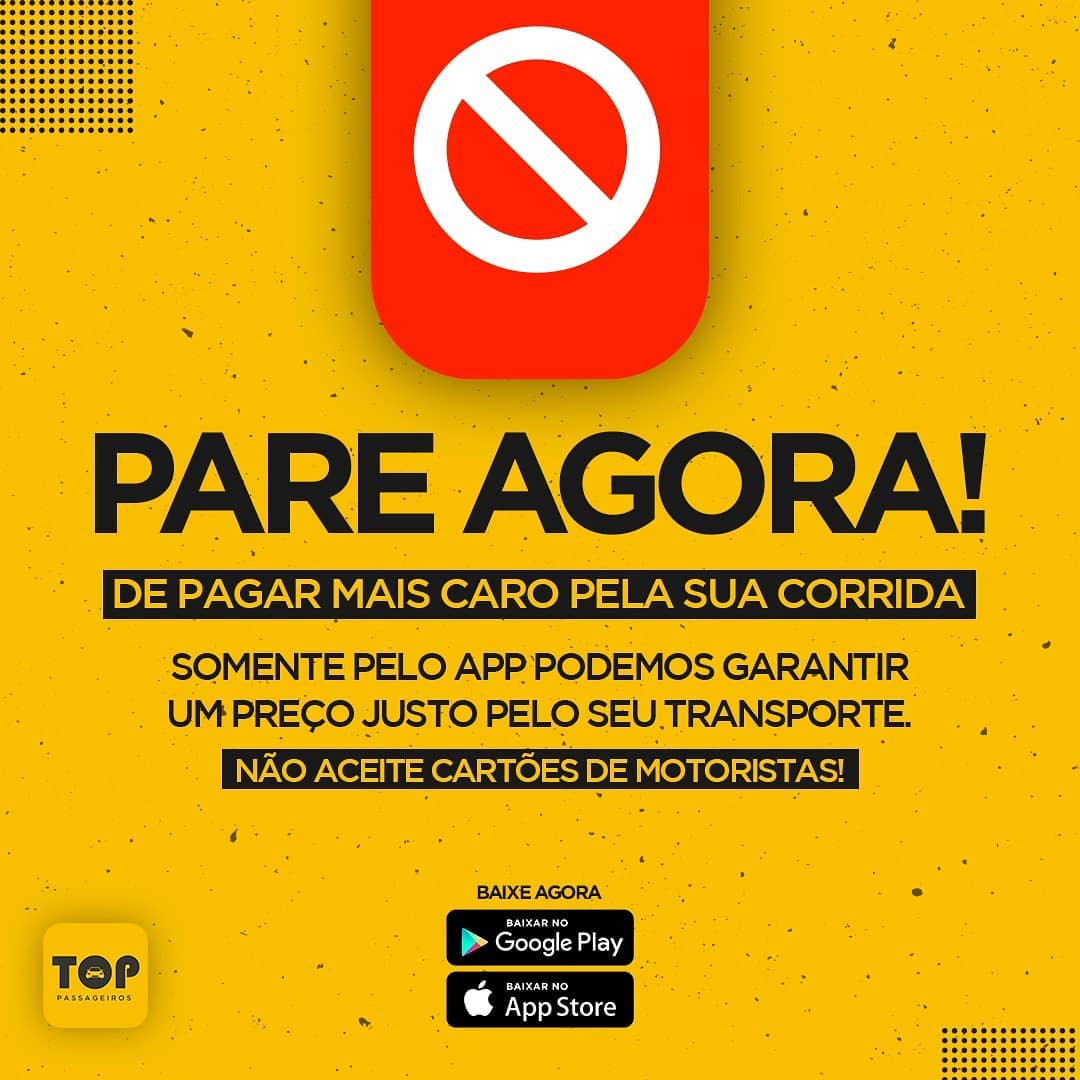 PARE AGORA!
DE PAGAR MAIS CARO PELA SUA CORRIDA
SOMENTE PELO APP PODEMOS GARANTIR
UM PREÇO JUSTO PELO SEU TRANSPORTE.
NÃO ACEITE CARTÕES DE MOTORISTAS!
BAIXE AGORA
BAIXAR NO
Google Play
BAIXAR NO
App Store
TOP
PASSAGEIROS